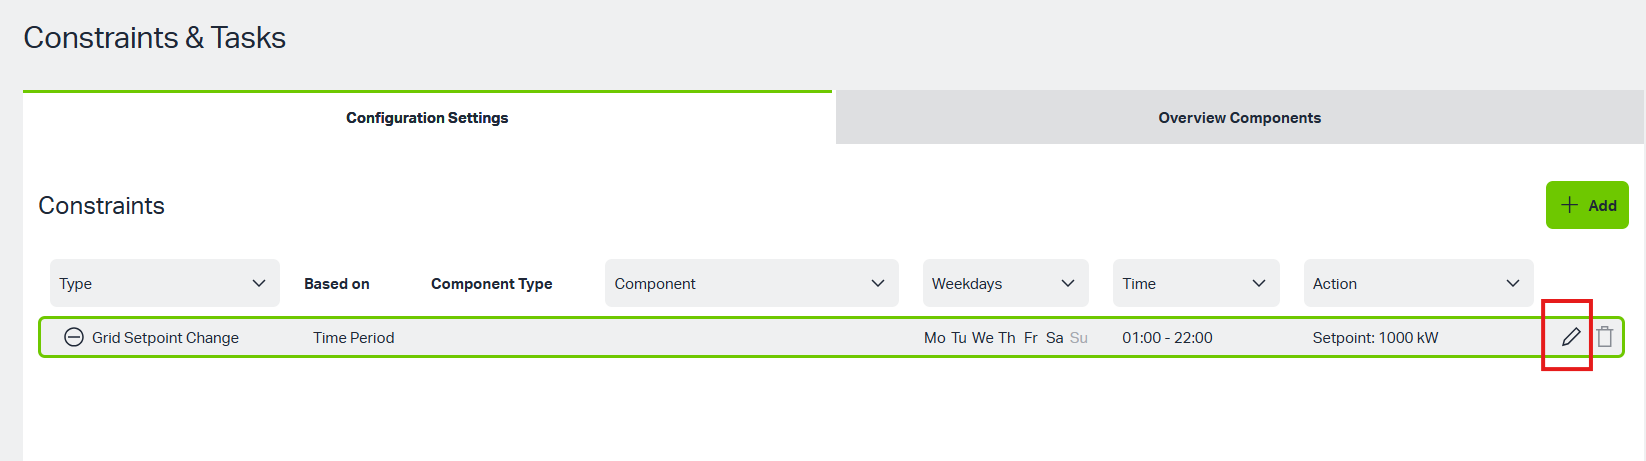 Constraints & Tasks
Configuration Settings Overview Components
Constraints
Add
Type Based on Component Type Component Weekdays Time Action
Grid Setpoint Change Time Period Mo Tu We Th Fr Sa Su 01:00 - 22:00 Setpoint: 1000 kW